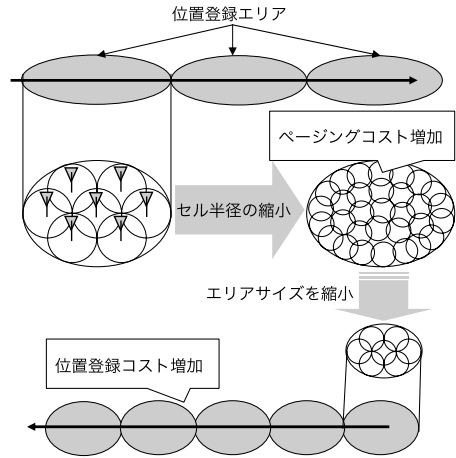 位置登録エリア
ページングコスト増加
セル半径の縮小
エリアサイズを縮小
位置登録コスト増加